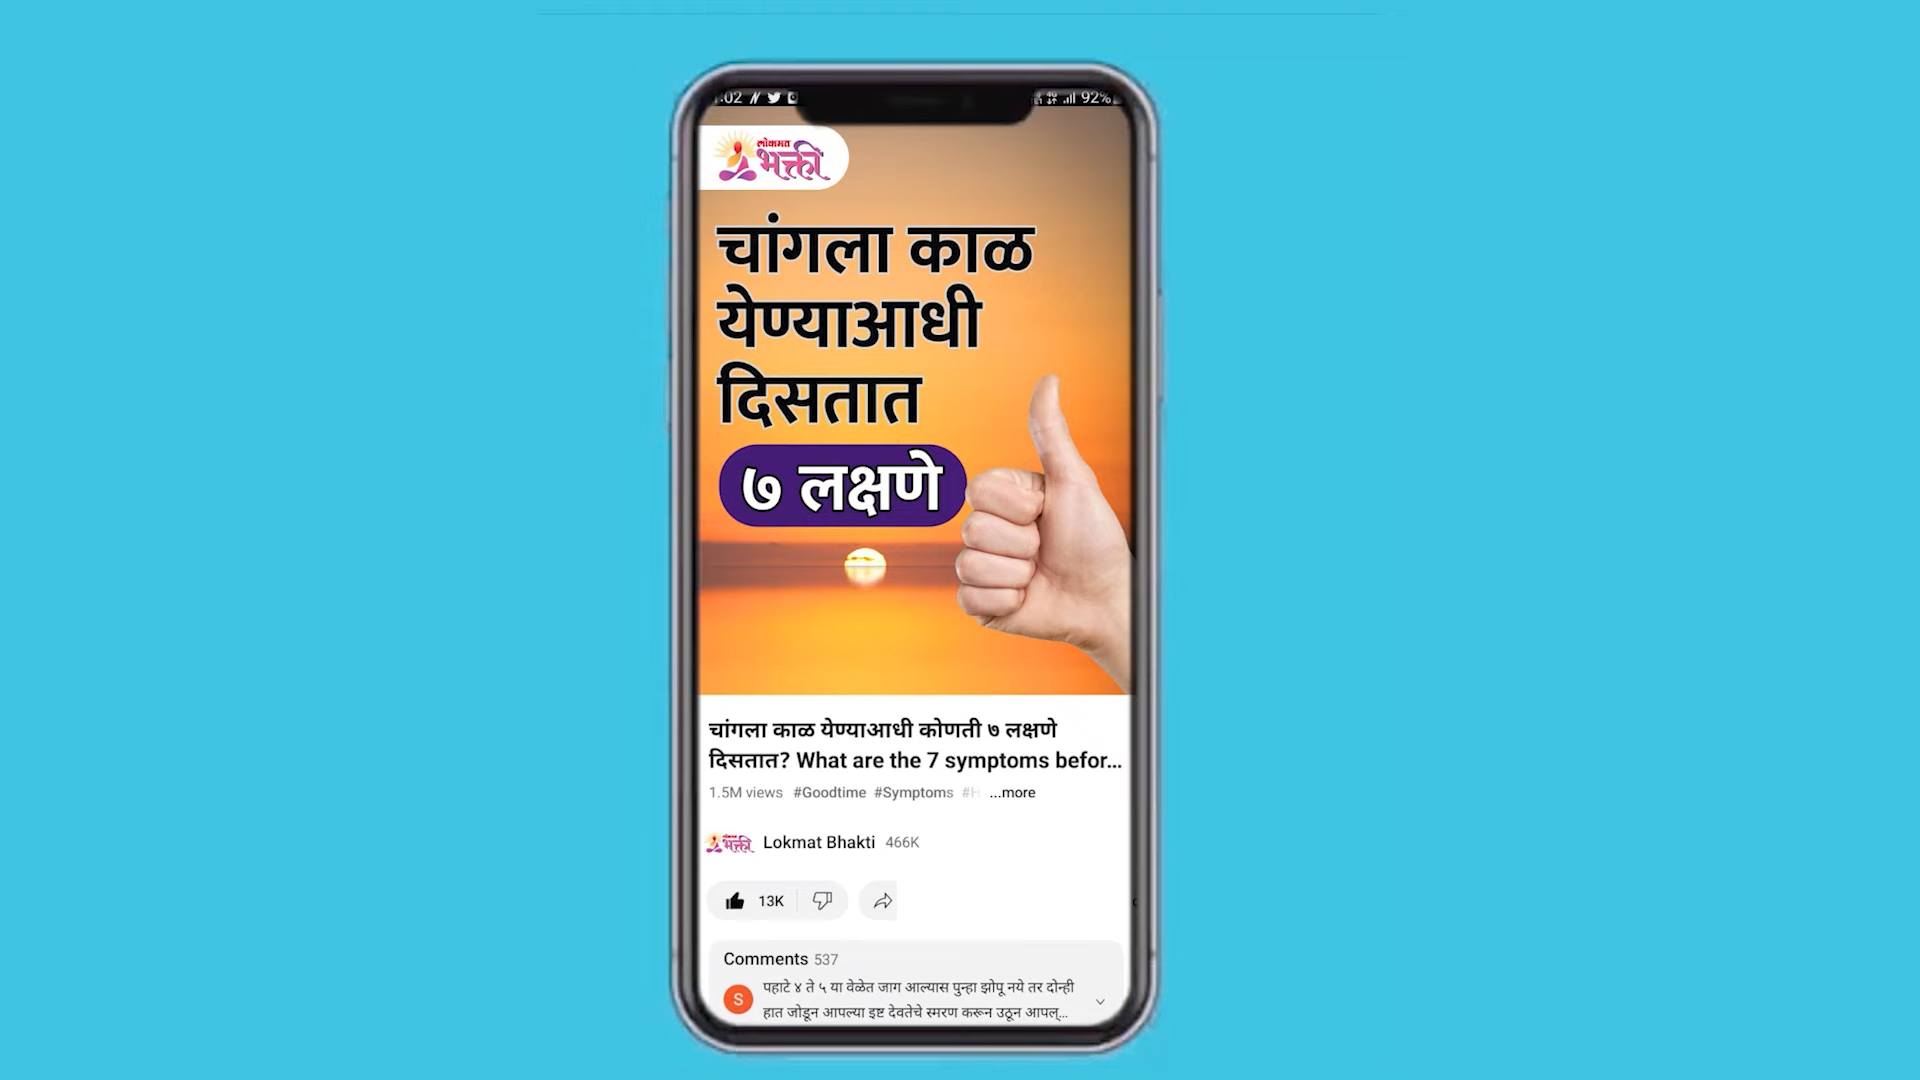 :02
92%
लोकमत
भक्ती
चांगला काळ
येण्याआधी
दिसतात
७ लक्षणे
चांगला काळ येण्याआधी कोणती ७ लक्षणे
दिसतात? What are the 7 symptoms befor...
1.5M views #Goodtime #Symptoms #H ...more
भक्ती Lokmat Bhakti 466K
13K
Comments 537
S
पहाटे ४ ते ५ या वेळेत जाग आल्यास पुन्हा झोपू नये तर दोन्ही
हात जोडून आपल्या इष्ट देवतेचे स्मरण करून उठून आपल्...